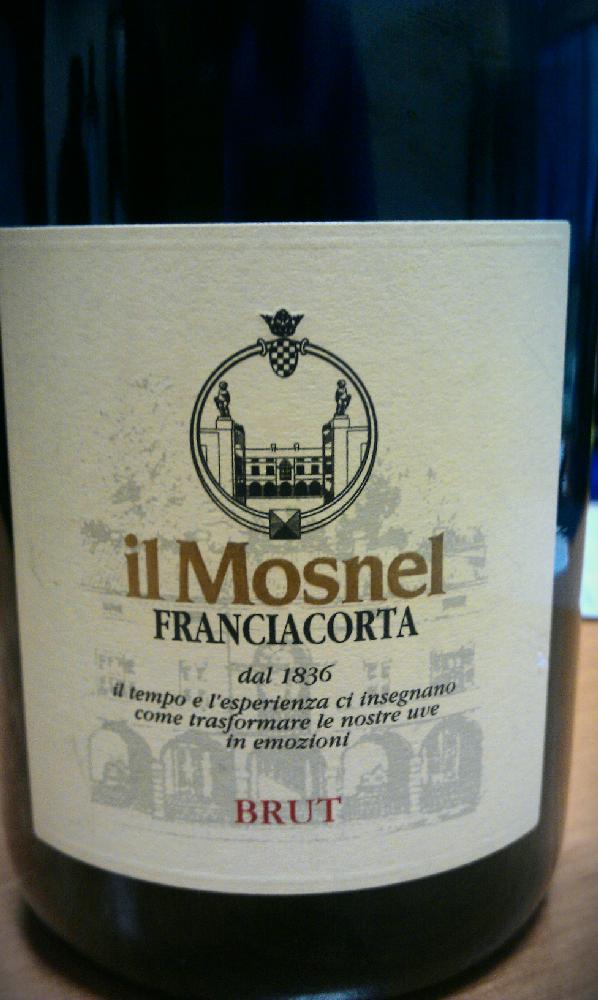 il Mosnel
FRANCIACORTA
dal 1836
il tempo e l'esperienza ci insegnano
come trasformare le nostre uve
in emozioni
BRUT